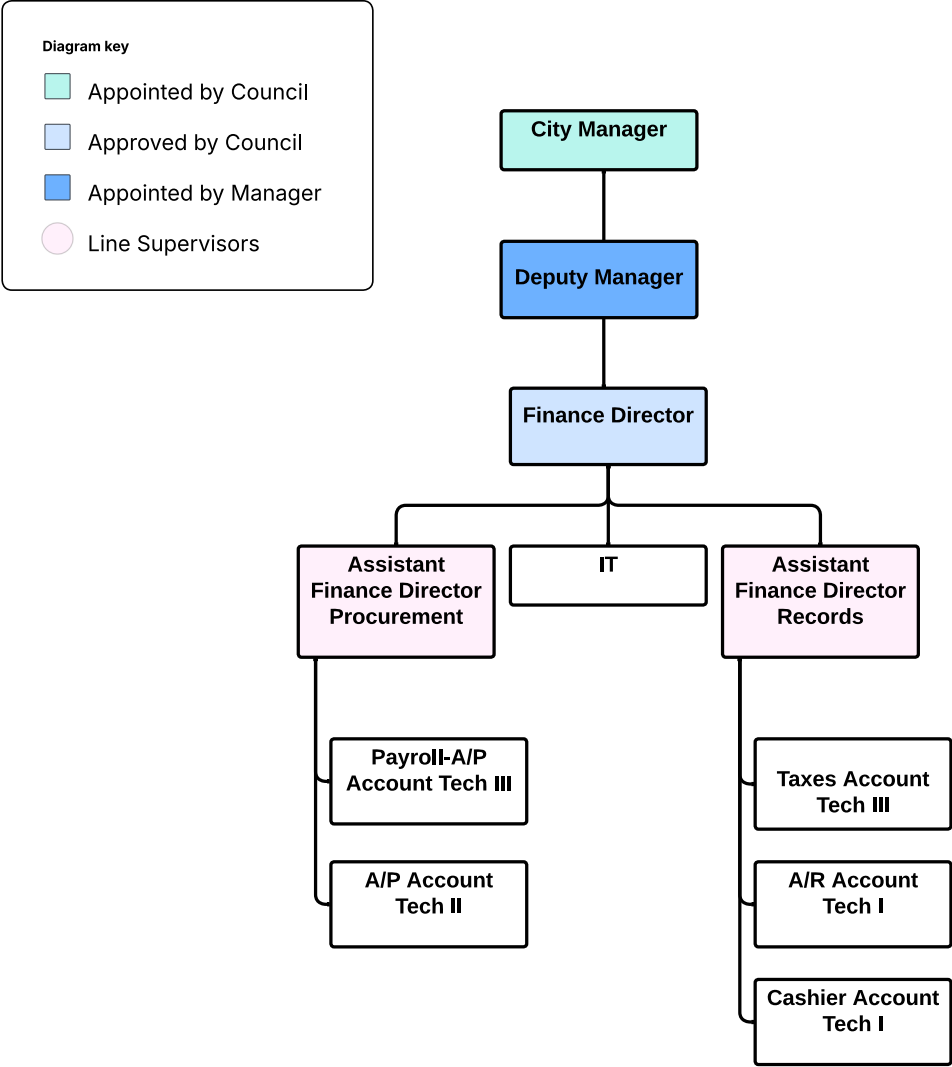 Diagram key
Appointed by Council
Approved by Council
Appointed by Manager
Line Supervisors
City Manager
Deputy Manager
Finance Director
Assistant
Finance Director
Procurement
IT
Assistant
Finance Director
Records
Payroll-A/P
Account Tech III
A/P Account
Tech II
Taxes Account
Tech III
A/R Account
Tech I
Cashier Account
Tech I